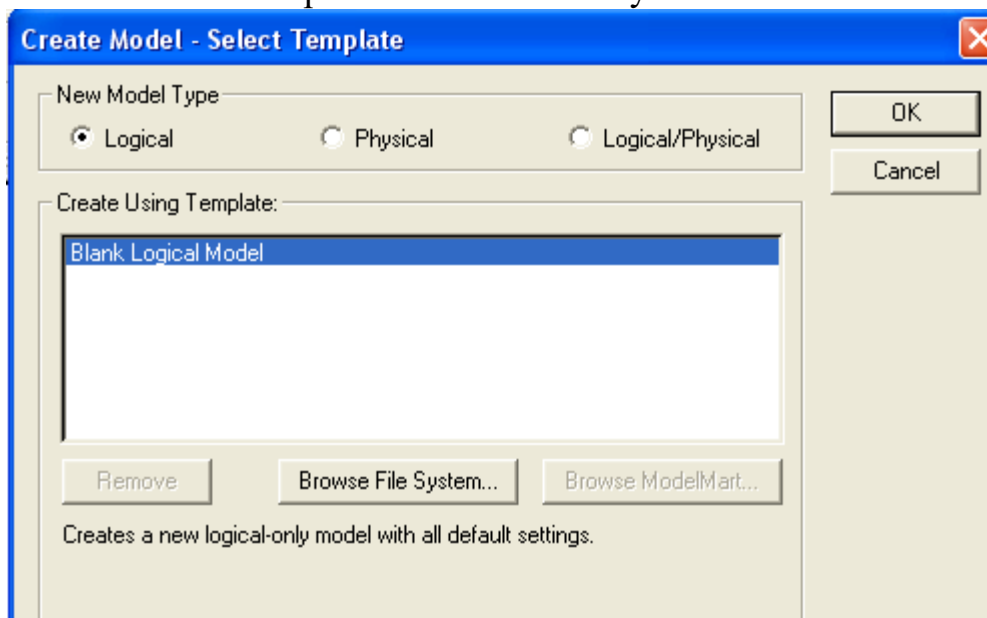 Create Model - Select Template
New Model Type
Logical
Physical
Logical/Physical
OK
Cancel
Create Using Template:
Blank Logical Model
Remove
Browse File System...
Browse ModelMart...
Creates a new logical-only model with all default settings.